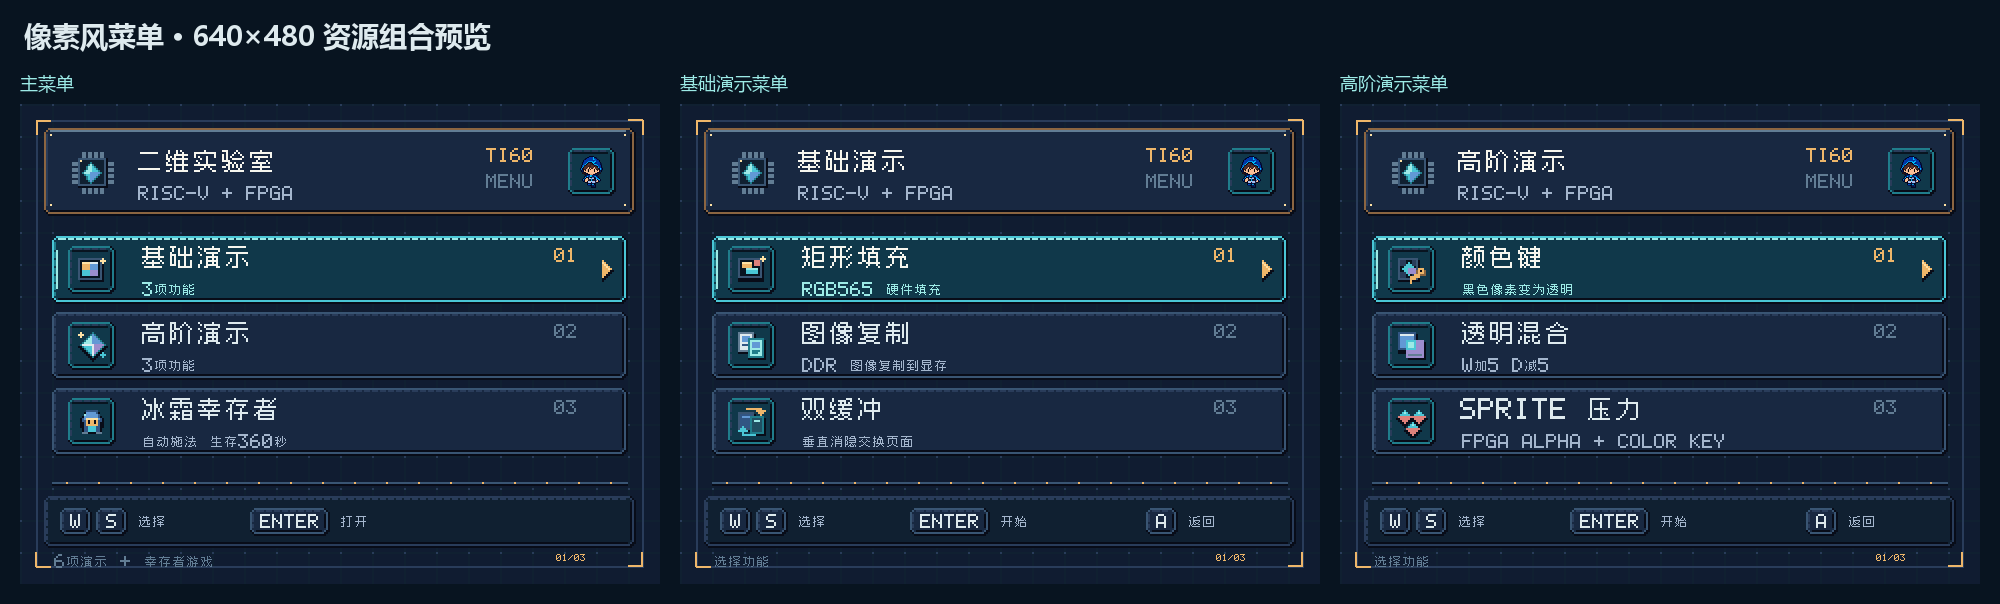 像素风菜单 • 640×480 资源组合预览
主菜单
二维实验室
RISC-V + FPGA
TI60
MENU
基础演示
3项功能
01
高阶演示
3项功能
02
冰霜幸存者
自动施法 生存360秒
03
W S 选择 ENTER 打开
6项演示 + 幸存者游戏
01/03
基础演示菜单
基础演示
RISC-V + FPGA
TI60
MENU
矩形填充
RGB565 硬件填充
01
图像复制
DDR 图像复制到显存
02
双缓冲
垂直消隐交换页面
03
W S 选择 ENTER 开始 A 返回
选择功能
01/03
高阶演示菜单
高阶演示
RISC-V + FPGA
TI60
MENU
颜色键
黑色像素变为透明
01
透明混合
W加5 D减5
02
SPRITE 压力
FPGA ALPHA + COLOR KEY
03
W S 选择 ENTER 开始 A 返回
选择功能
01/03